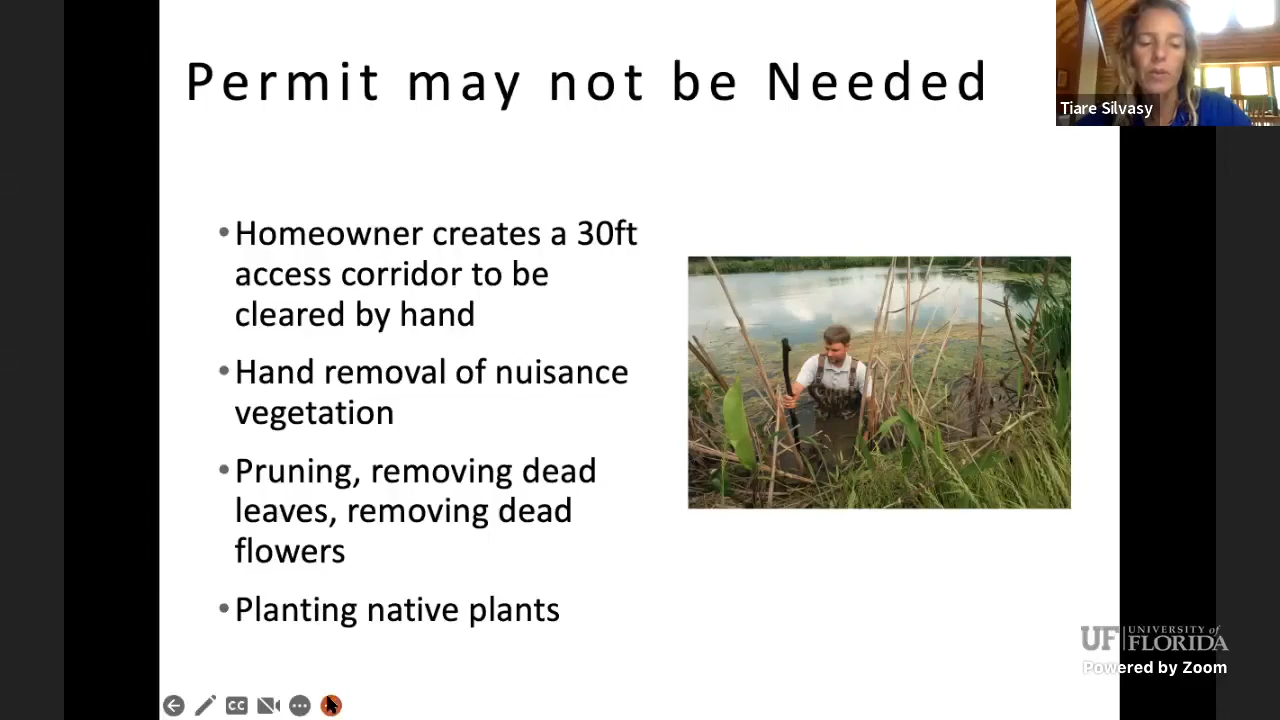 Permit may not be Needed
Tiare Silvasy
•Homeowner creates a 30ft
access corridor to be
cleared by hand
•Hand removal of nuisance
vegetation
•Pruning, removing dead
leaves, removing dead
flowers
•Planting native plants
UF UNIVERSITY of
FLORIDA
Powered by Zoom
CC